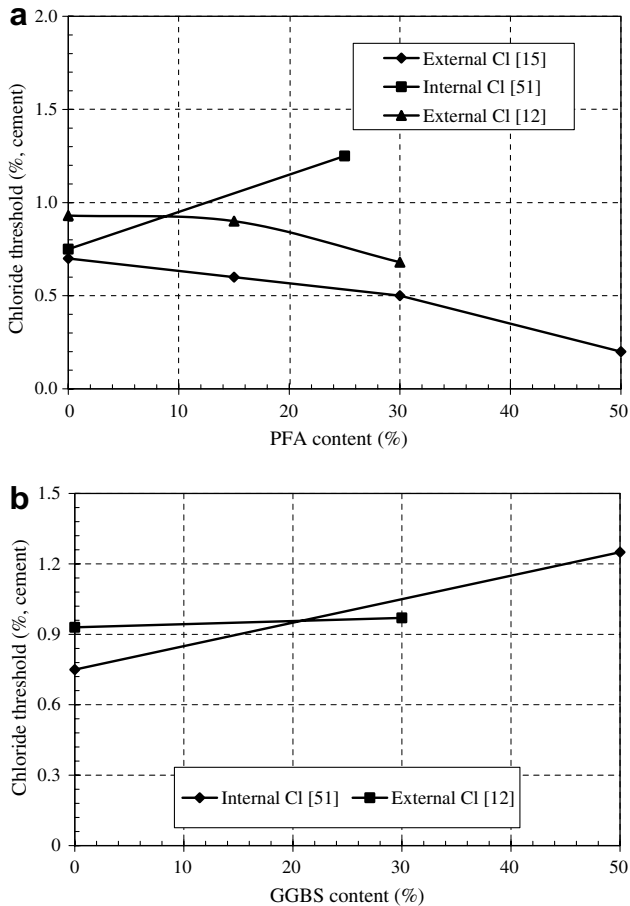 a
2.0
1.5
1.0
0.5
0.0
Chloride threshold (%, cement)
External Cl [15]
Internal Cl [51]
External Cl [12]
0 10 20 30 40 50
PFA content (%)
b
1.5
1.2
0.9
0.6
0.3
0
Chloride threshold (%, cement)
Internal Cl [51] External Cl [12]
0 10 20 30 40 50
GGBS content (%)